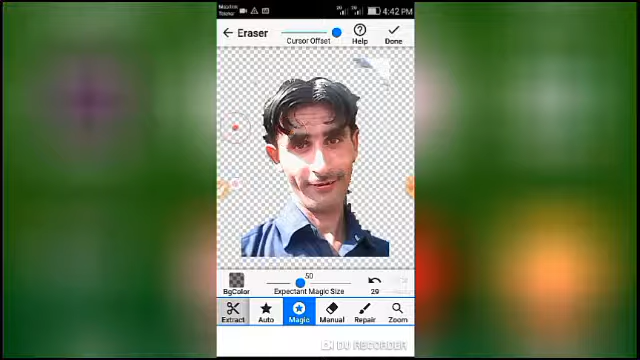 4:42 PM
Eraser
Cursor Offset
Help
Done
50
BgColor
Expectant Magic Size
29
Extract
Auto
Magic
Manual
Repair
Zoom
DU RECORDER